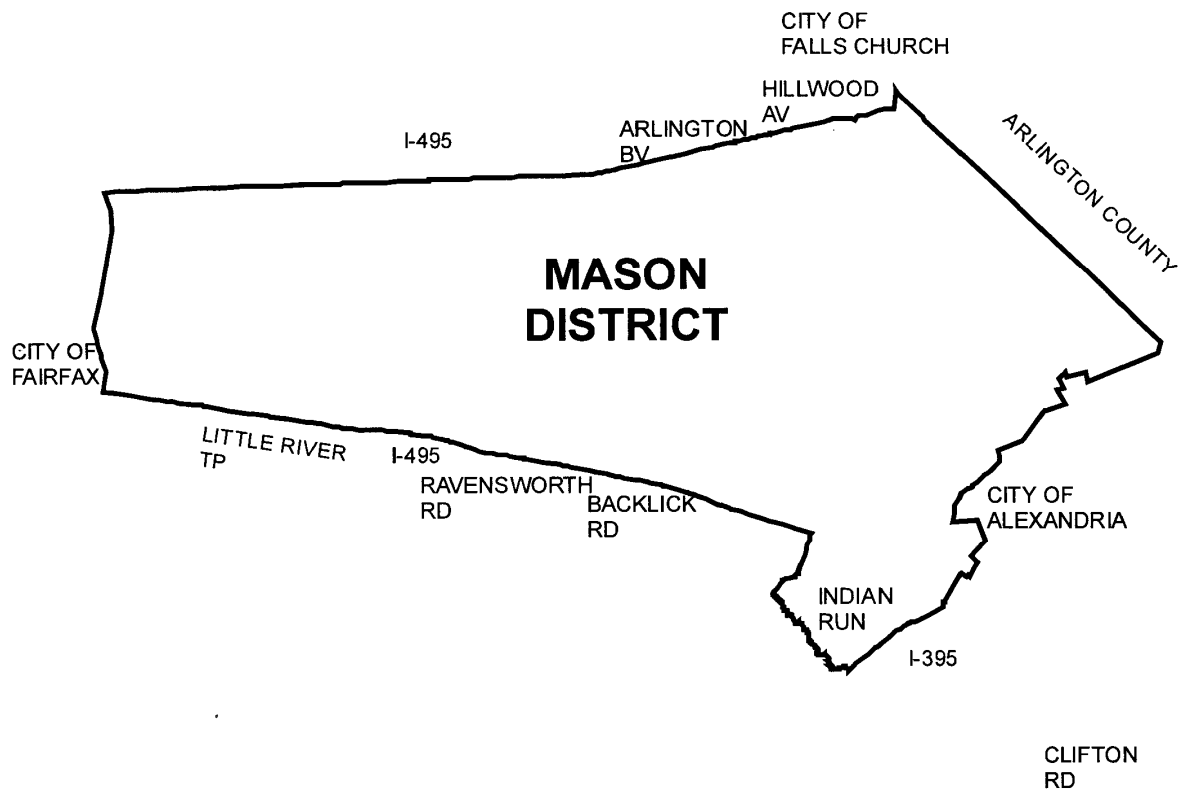 CITY OF
FALLS CHURCH
HILLWOOD
AV
ARLINGTON
BV
I-495
ARLINGTON COUNTY
MASON
DISTRICT
CITY OF
FAIRFAX
LITTLE RIVER
TP
I-495
RAVENSWORTH
RD
BACKLICK
RD
CITY OF
ALEXANDRIA
INDIAN
RUN
I-395
CLIFTON
RD